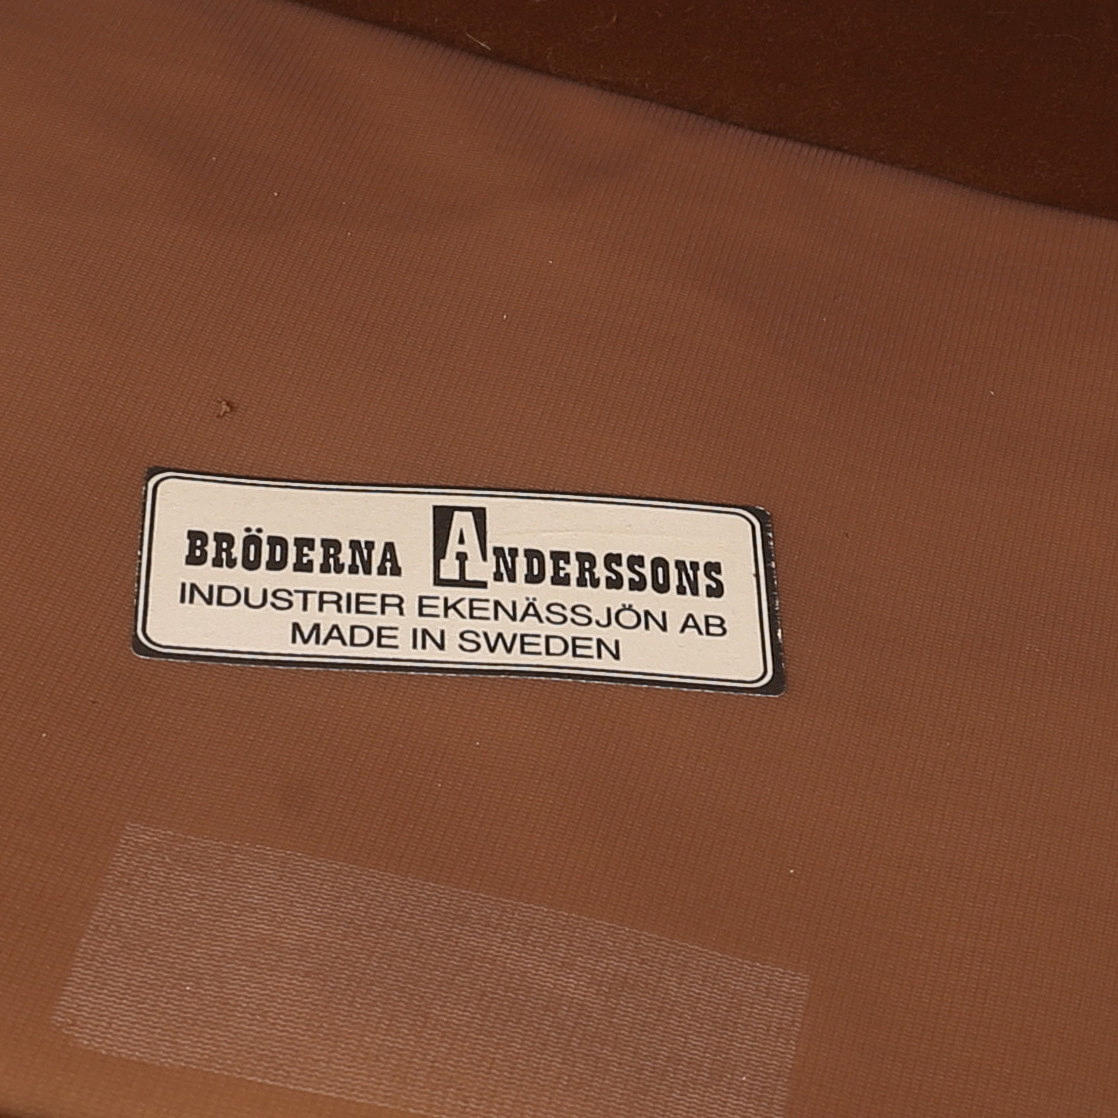 BRÖDERNA ANDERSSONS
INDUSTRIER EKENÄSSJÖN AB
MADE IN SWEDEN